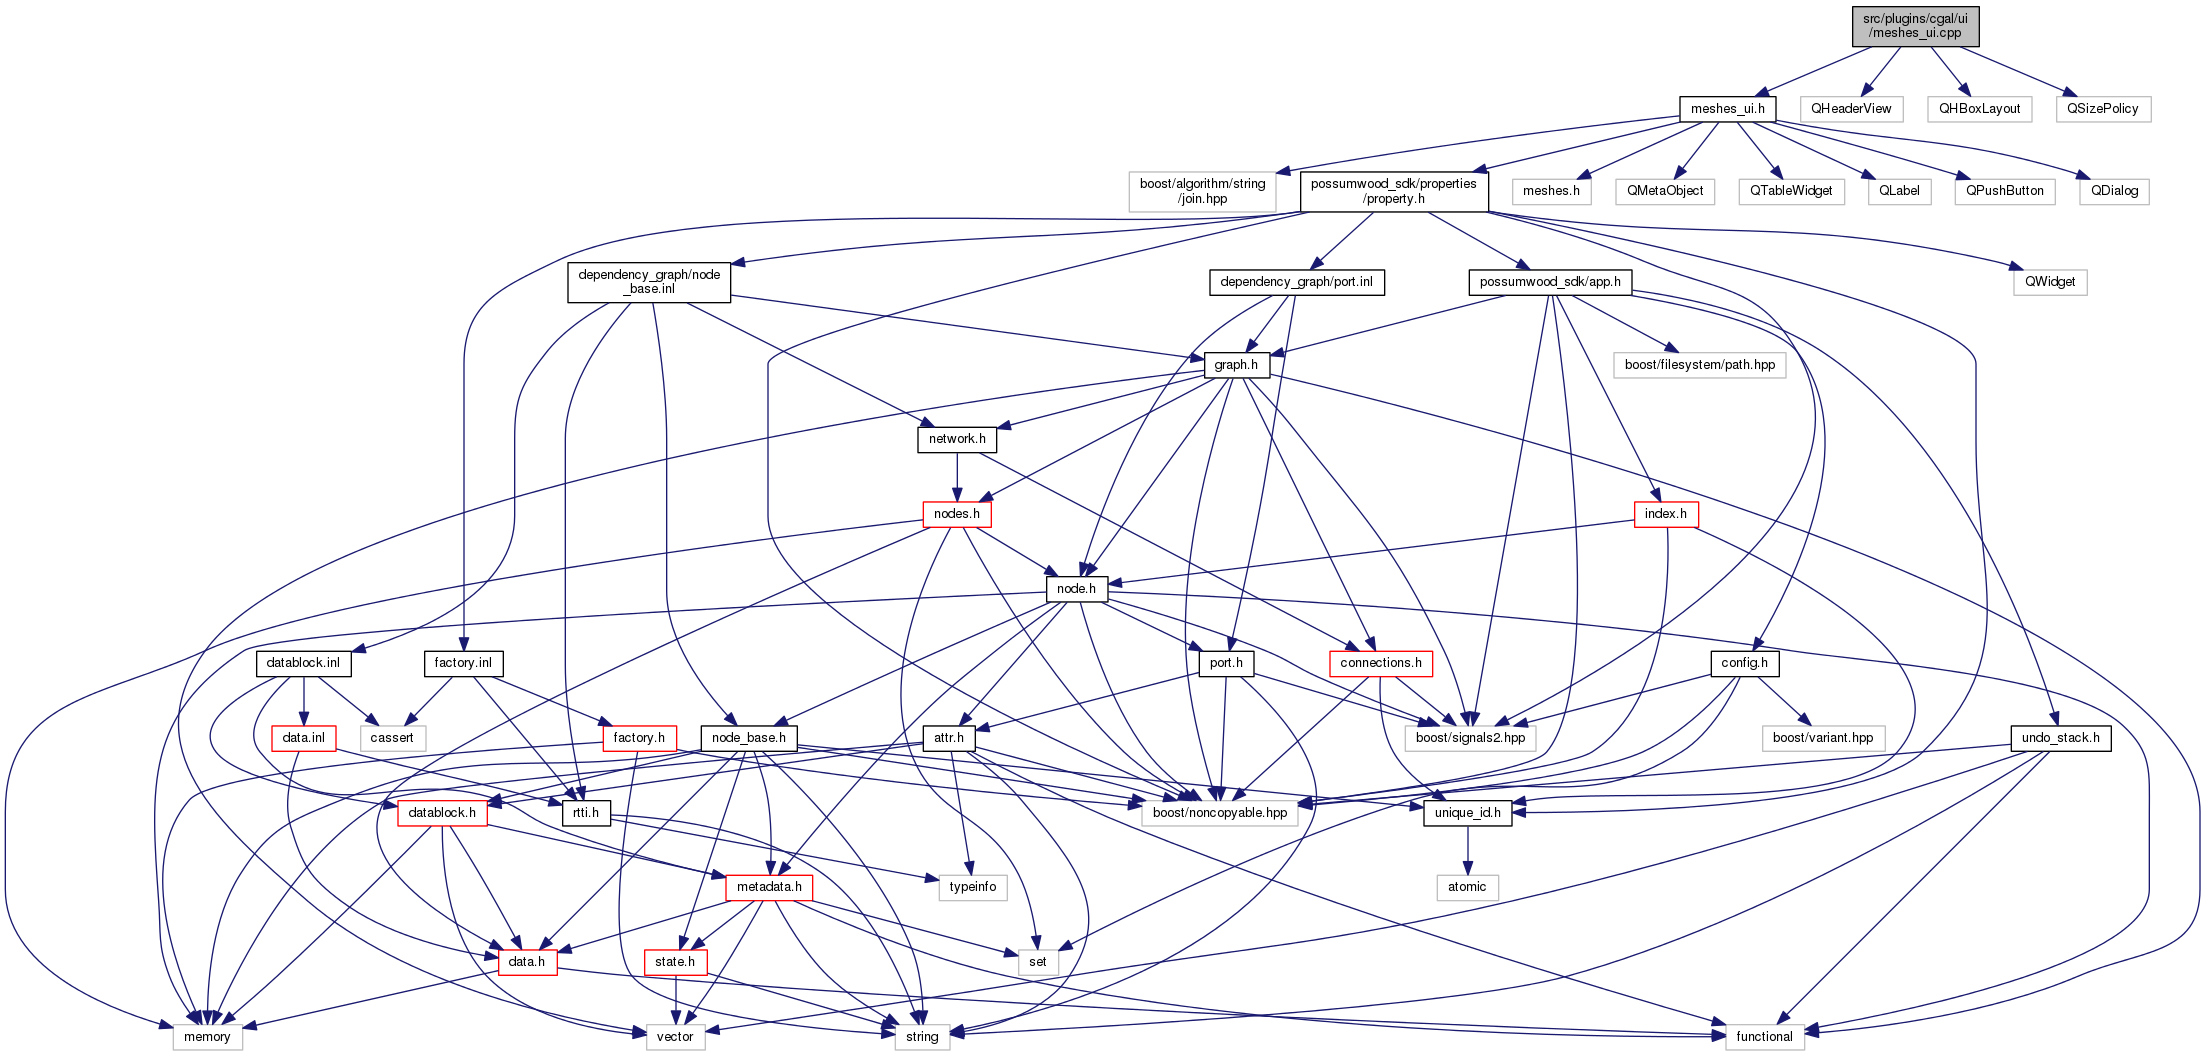 src/plugins/cgal/ui
/meshes_ui.cpp
meshes_ui.h
QHeaderView
QHBoxLayout
QSizePolicy
boost/algorithm/string
/join.hpp
possumwood_sdk/properties
/property.h
meshes.h
QMetaObject
QTableWidget
QLabel
QPushButton
QDialog
dependency_graph/node
_base.inl
dependency_graph/port.inl
possumwood_sdk/app.h
QWidget
graph.h
boost/filesystem/path.hpp
network.h
nodes.h
index.h
node.h
datablock.inl
factory.inl
port.h
connections.h
config.h
data.inl
cassert
factory.h
node_base.h
attr.h
boost/signals2.hpp
boost/variant.hpp
undo_stack.h
datablock.h
rtti.h
boost/noncopyable.hpp
unique_id.h
metadata.h
typeinfo
atomic
data.h
state.h
set
memory
vector
string
functional